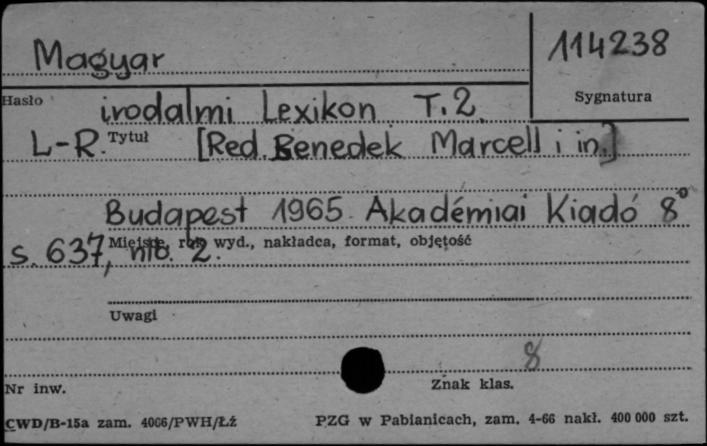 Magyar
114238
Hasło
Sygnatura
irodalmi Lexikon T.2.
L-R. Tytuł [Red. Benedek Marcell i in.]
Budapest 1965. Akadémiai Kiadó 8°
Miejsce, rok wyd., nakładca, format, objętość
s. 637, nlb. 2.
Uwagi
8
Nr inw.
Znak klas.
CWD/B-15a zam. 4066/PWH/Łż
PZG w Pabianicach, zam. 4-66 nakł. 400 000 szt.